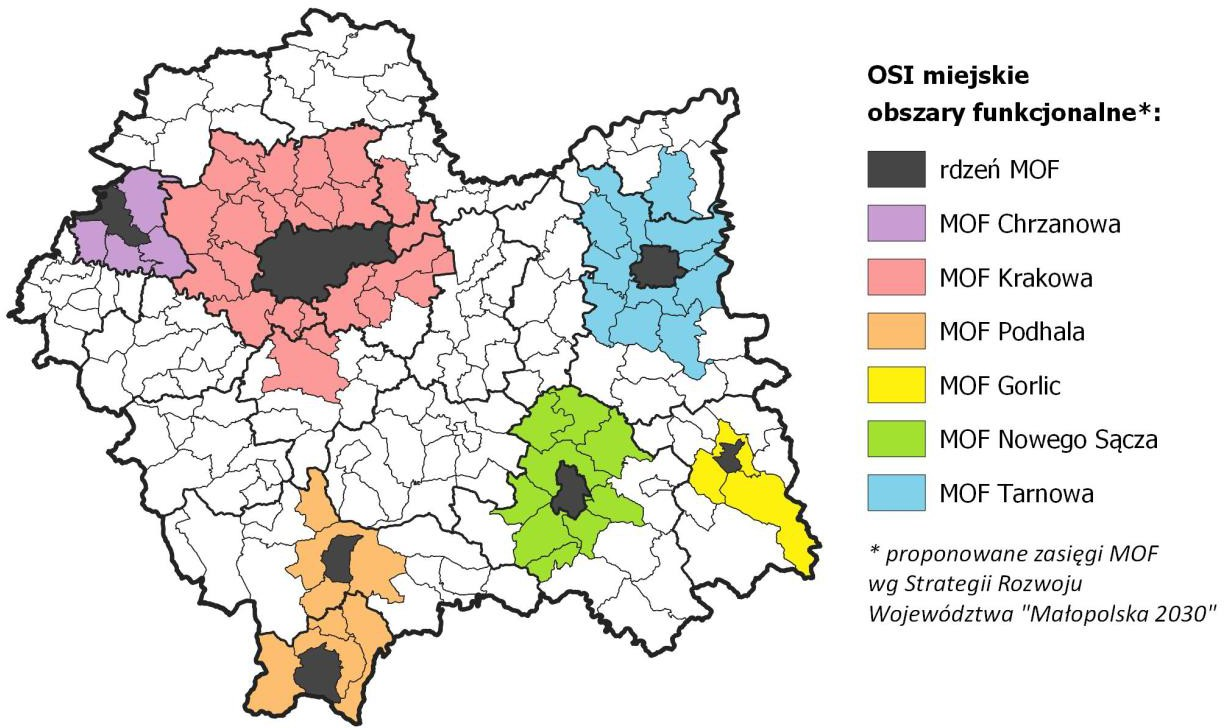 OSI miejskie
obszary funkcjonalne*:
rdzeń MOF
MOF Chrzanowa
MOF Krakowa
MOF Podhala
MOF Gorlic
MOF Nowego Sącza
MOF Tarnowa
* proponowane zasięgi MOF
wg Strategii Rozwoju
Województwa "Małopolska 2030"